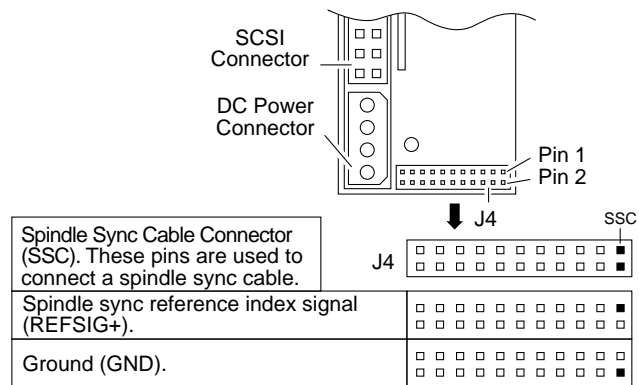 SCSI
Connector
DC Power
Connector
Pin 1
Pin 2
J4
SSC
Spindle Sync Cable Connector
(SSC). These pins are used to
connect a spindle sync cable.
J4
Spindle sync reference index signal
(REFSIG+).
Ground (GND).